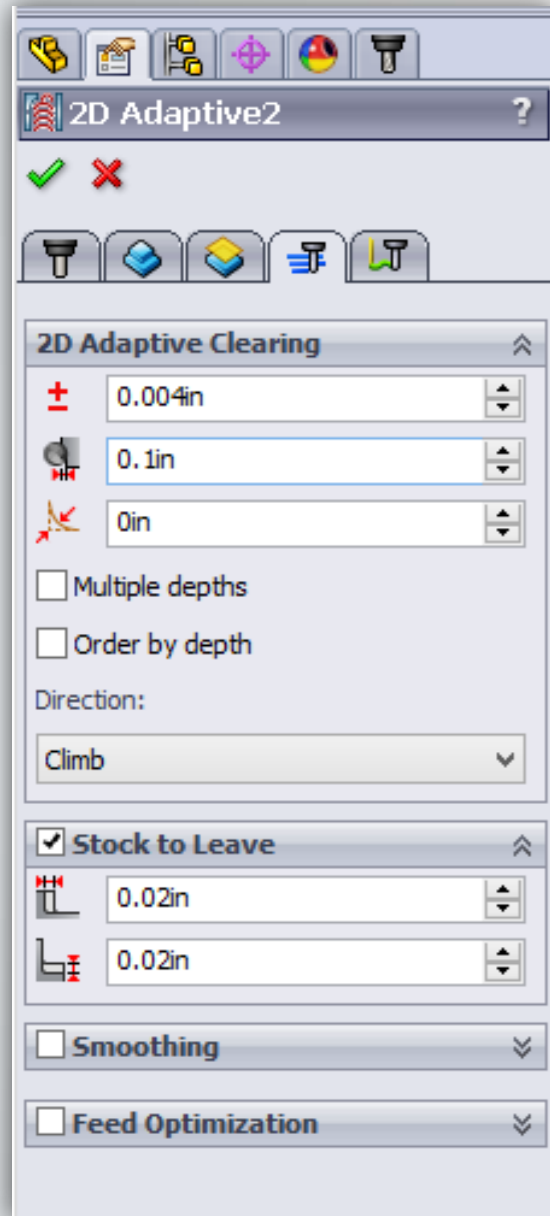 2D Adaptive2
?
2D Adaptive Clearing
0.004in
0.1in
0in
Multiple depths
Order by depth
Direction:
Climb
Stock to Leave
0.02in
0.02in
Smoothing
Feed Optimization